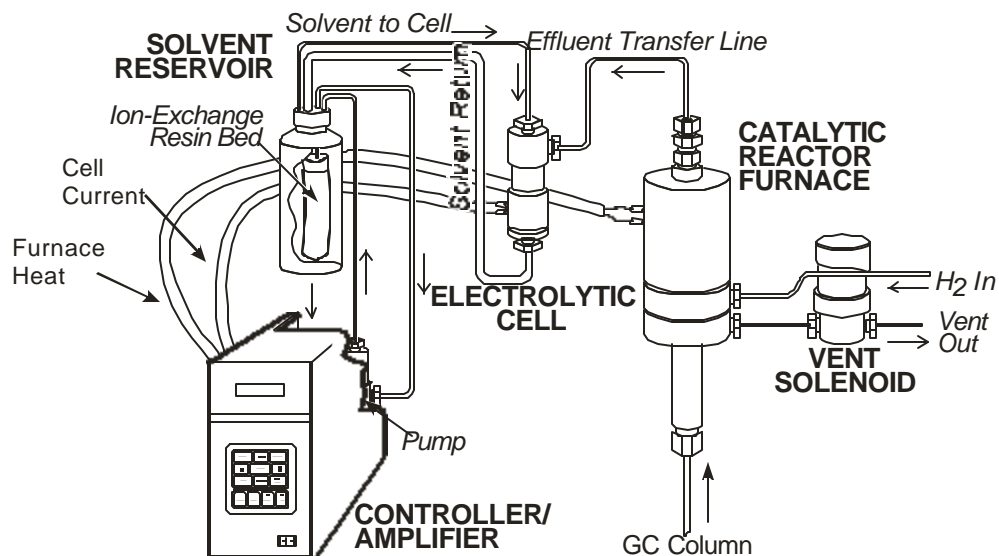 Solvent to Cell
SOLVENT
RESERVOIR
Effluent Transfer Line
Ion-Exchange
Resin Bed
Solvent Return
CATALYTIC
REACTOR
FURNACE
Cell
Current
Furnace
Heat
H2 In
ELECTROLYTIC
CELL
Vent
Out
VENT
SOLENOID
Pump
CONTROLLER/
AMPLIFIER
GC Column